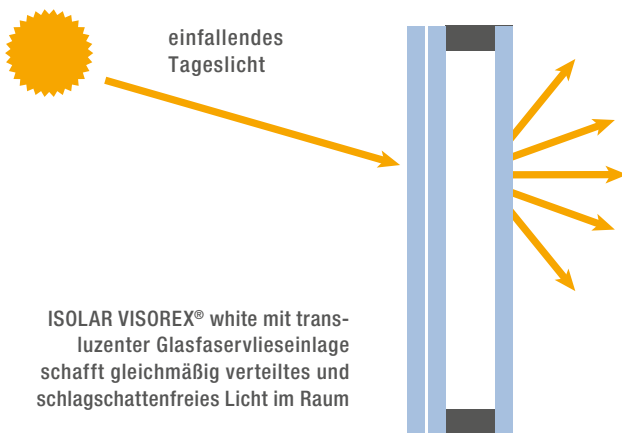 einfallendes
Tageslicht
ISOLAR VISOREX® white mit trans-
luzenter Glasfaservlieseinlage
schafft gleichmäßig verteiltes und
schlagschattenfreies Licht im Raum